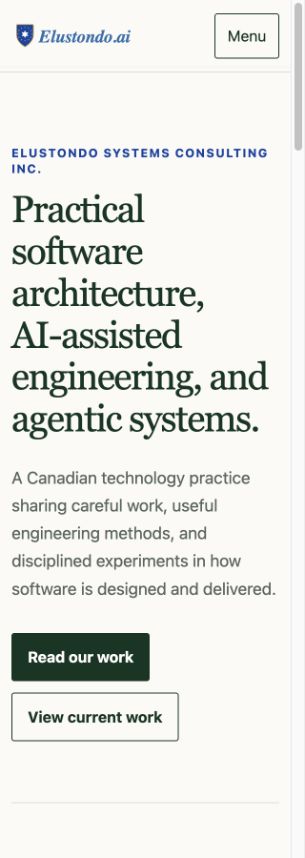 Elustondo.ai
Menu
ELUSTONDO SYSTEMS CONSULTING
INC.
Practical
software
architecture,
AI-assisted
engineering, and
agentic systems.
A Canadian technology practice
sharing careful work, useful
engineering methods, and
disciplined experiments in how
software is designed and delivered.
Read our work
View current work